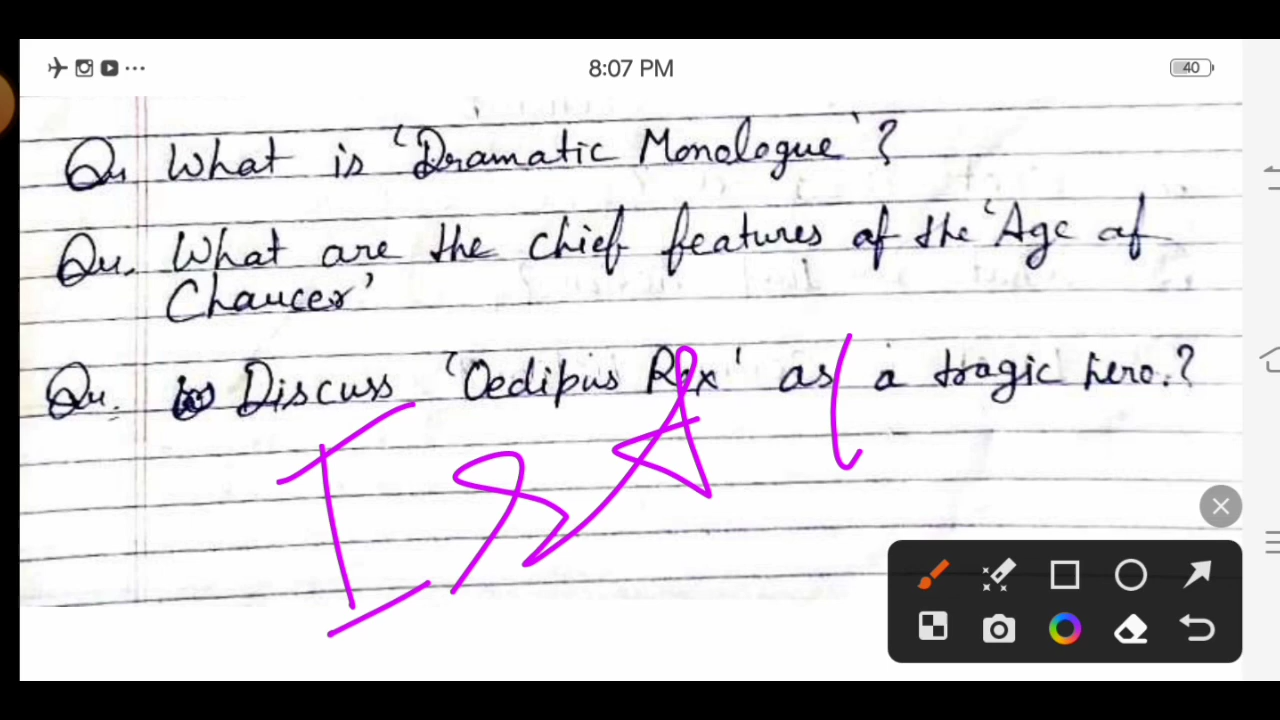 8:07 PM
40
Qu What is 'Dramatic Monologue'?
Qu. What are the chief features of the 'Age of
Chaucer'
Qu. Discuss 'Oedipus Rex' as a tragic hero.?